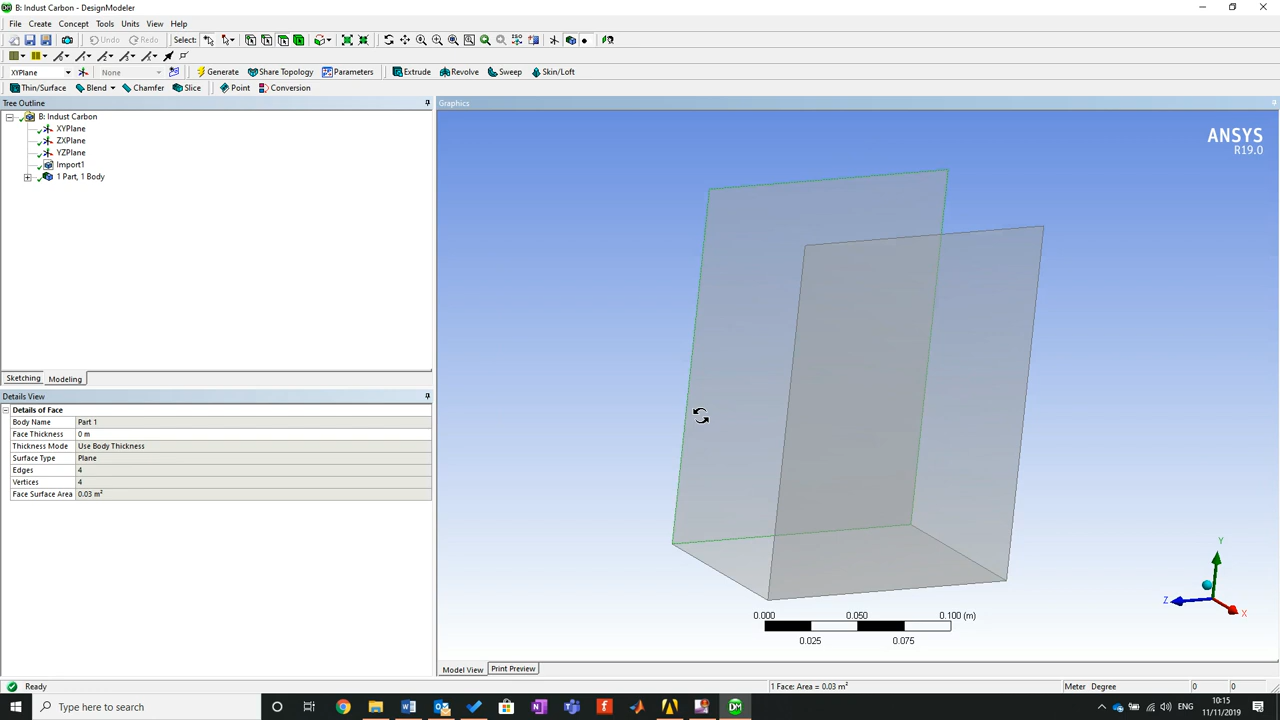 B: Indust Carbon - DesignModeler
File Create Concept Tools Units View Help
Undo Redo Select:
XYPlane None Generate Share Topology Parameters Extrude Revolve Sweep Skin/Loft
Thin/Surface Blend Chamfer Slice Point Conversion
Tree Outline
B: Indust Carbon
XYPlane
ZXPlane
YZPlane
Import1
1 Part, 1 Body
Sketching Modeling
Details View
Details of Face
Body Name Part 1
Face Thickness 0 m
Thickness Mode Use Body Thickness
Surface Type Plane
Edges 4
Vertices 4
Face Surface Area 0.03 m²
Graphics
ANSYS
R19.0
0.000 0.050 0.100 (m)
0.025 0.075
Y
Z
X
Model View Print Preview
Ready 1 Face: Area = 0.03 m² Meter Degree 0 0
Type here to search
10:15
11/11/2019